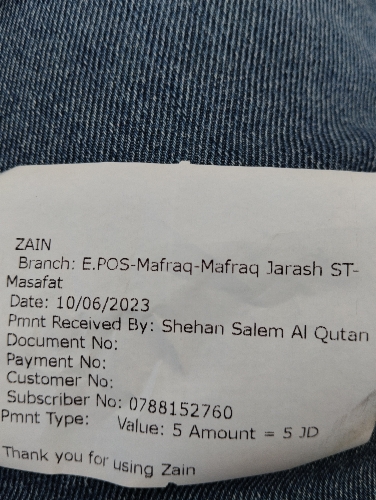 ZAIN
Branch: E.POS-Mafraq-Mafraq Jarash ST-
Masafat
Date: 10/06/2023
Pmnt Received By: Shehan Salem Al Qutan
Document No:
Payment No:
Customer No:
Subscriber No: 0788152760
Pmnt Type: Value: 5 Amount = 5 JD
Thank you for using Zain